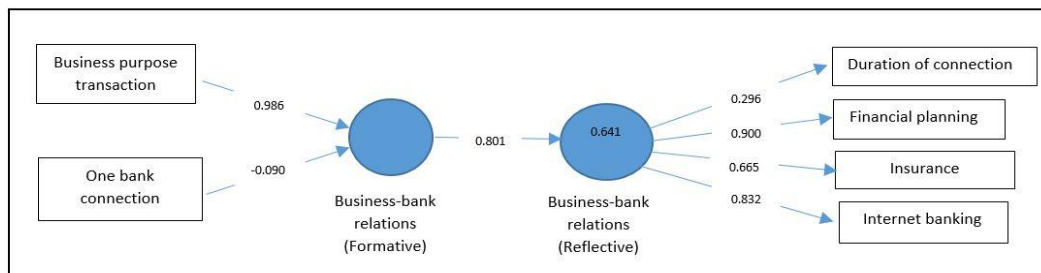 Business purpose
transaction
One bank
connection
0.986
-0.090
Business-bank
relations
(Formative)
0.801
0.641
Business-bank
relations
(Reflective)
0.296
0.900
0.665
0.832
Duration of connection
Financial planning
Insurance
Internet banking